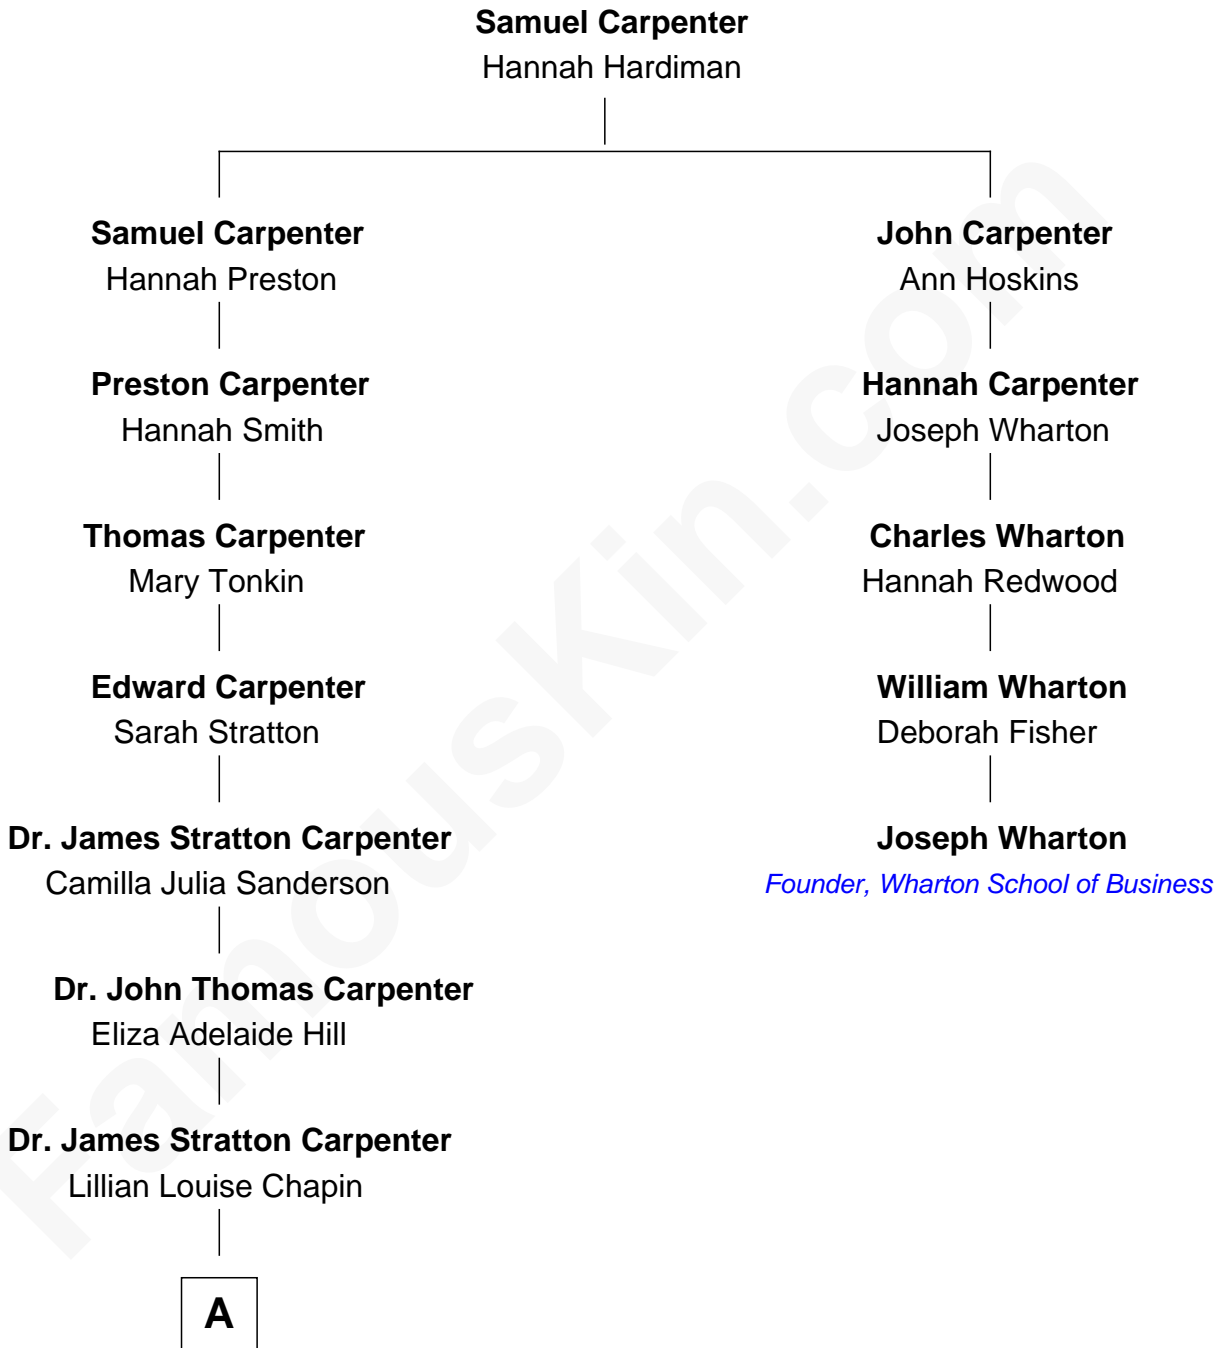 Samuel Carpenter
Hannah Hardiman
Samuel Carpenter
Hannah Preston
Preston Carpenter
Hannah Smith
Thomas Carpenter
Mary Tonkin
Edward Carpenter
Sarah Stratton
Dr. James Stratton Carpenter
Camilla Julia Sanderson
Dr. John Thomas Carpenter
Eliza Adelaide Hill
Dr. James Stratton Carpenter
Lillian Louise Chapin
A
John Carpenter
Ann Hoskins
Hannah Carpenter
Joseph Wharton
Charles Wharton
Hannah Redwood
William Wharton
Deborah Fisher
Joseph Wharton
Founder, Wharton School of Business
FamousKin.com